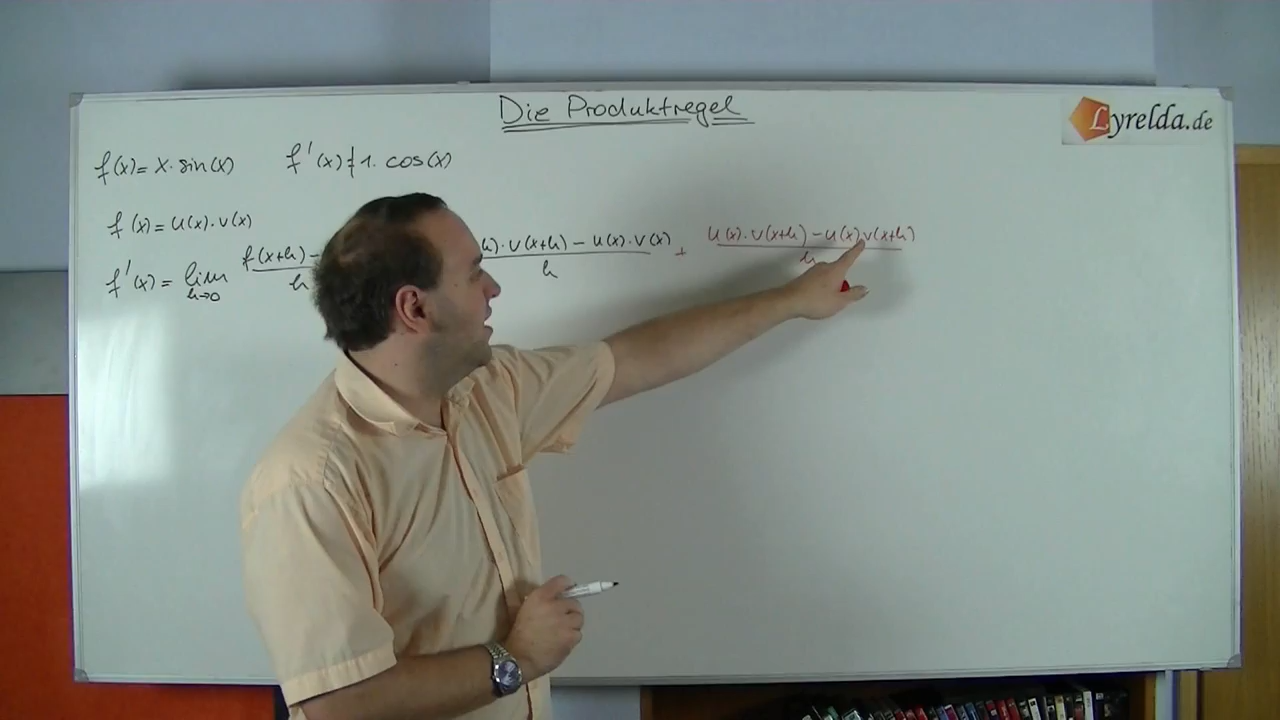 Die Produktregel
Lyrelda.de
f(x)= x · sin(x) f'(x) ≠ 1 · cos(x)
f(x) = u(x) · v(x)
f'(x) = lim h→0 f(x+h) - / h h) · v(x+h) - u(x) · v(x) / h + u(x) · v(x+h) - u(x) · v(x+h) / h